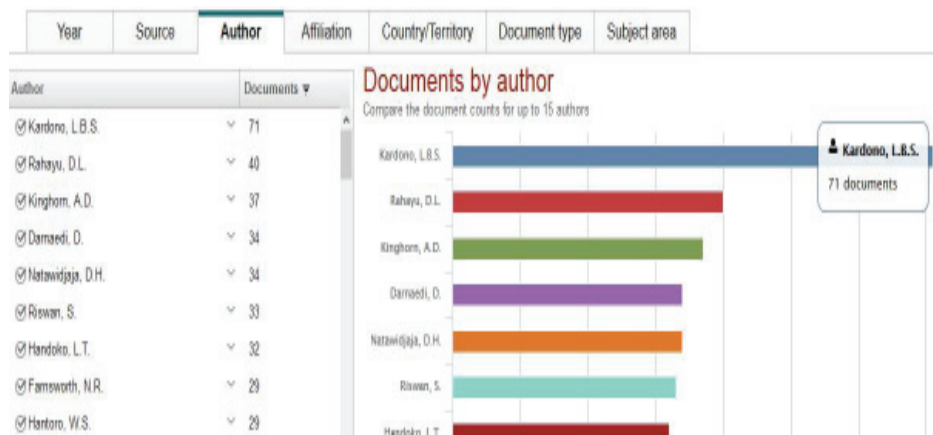 Year Source Author Affiliation Country/Territory Document type Subject area
Author Documents
Kardono, L.B.S. 71
Rahayu, D.L. 40
Kinghorn, A.D. 37
Darnaedi, D. 34
Natawidjaja, D.H. 34
Riswan, S. 33
Handoko, L.T. 32
Farnsworth, N.R. 29
Hantoro, W.S. 29
Documents by author
Compare the document counts for up to 15 authors
Kardono, L.B.S.
Rahayu, D.L.
Kinghorn, A.D.
Darnaedi, D.
Natawidjaja, D.H.
Riswan, S.
Handoko, L.T.
Kardono, L.B.S.
71 documents